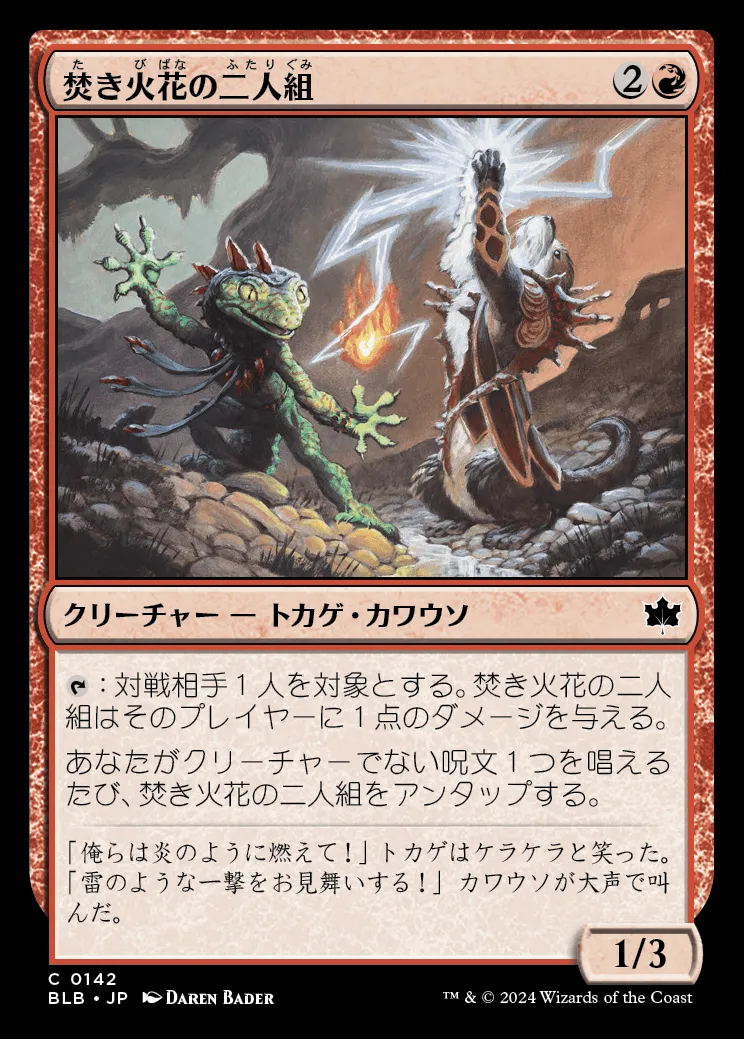 た び ばな ふたり ぐみ
焚き火花の二人組 2
クリーチャー — トカゲ・カワウソ
：対戦相手１人を対象とする。焚き火花の二人
組はそのプレイヤーに１点のダメージを与える。
あなたがクリーチャーでない呪文１つを唱える
たび、焚き火花の二人組をアンタップする。
「俺らは炎のように燃えて！」トカゲはケラケラと笑った。
「雷のような一撃をお見舞いする！」 カワウソが大声で叫
んだ。
1/3
C 0142
BLB • JP DAREN BADER
™ & © 2024 Wizards of the Coast